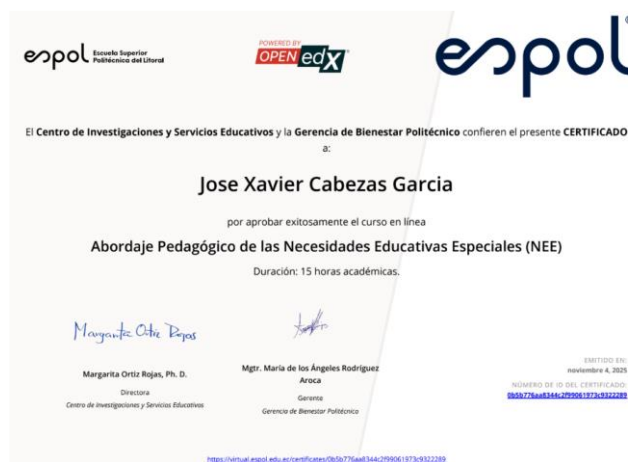 espol Escuela Superior
Politécnica del Litoral
POWERED BY
OPEN edX
espol
El Centro de Investigaciones y Servicios Educativos y la Gerencia de Bienestar Politécnico confieren el presente CERTIFICADO
a:
Jose Xavier Cabezas Garcia
por aprobar exitosamente el curso en línea
Abordaje Pedagógico de las Necesidades Educativas Especiales (NEE)
Duración: 15 horas académicas.
Margarita Ortiz Rojas
Margarita Ortiz Rojas, Ph. D.
Directora
Centro de Investigaciones y Servicios Educativos
Mgtr. María de los Ángeles Rodríguez
Aroca
Gerente
Gerencia de Bienestar Politécnico
EMITIDO EN:
noviembre 4, 2025
NÚMERO DE ID DEL CERTIFICADO:
0b5b776aa8344c2f99061973c9322289
https://virtual.espol.edu.ec/certificates/0b5b776aa8344c2f99061973c9322289